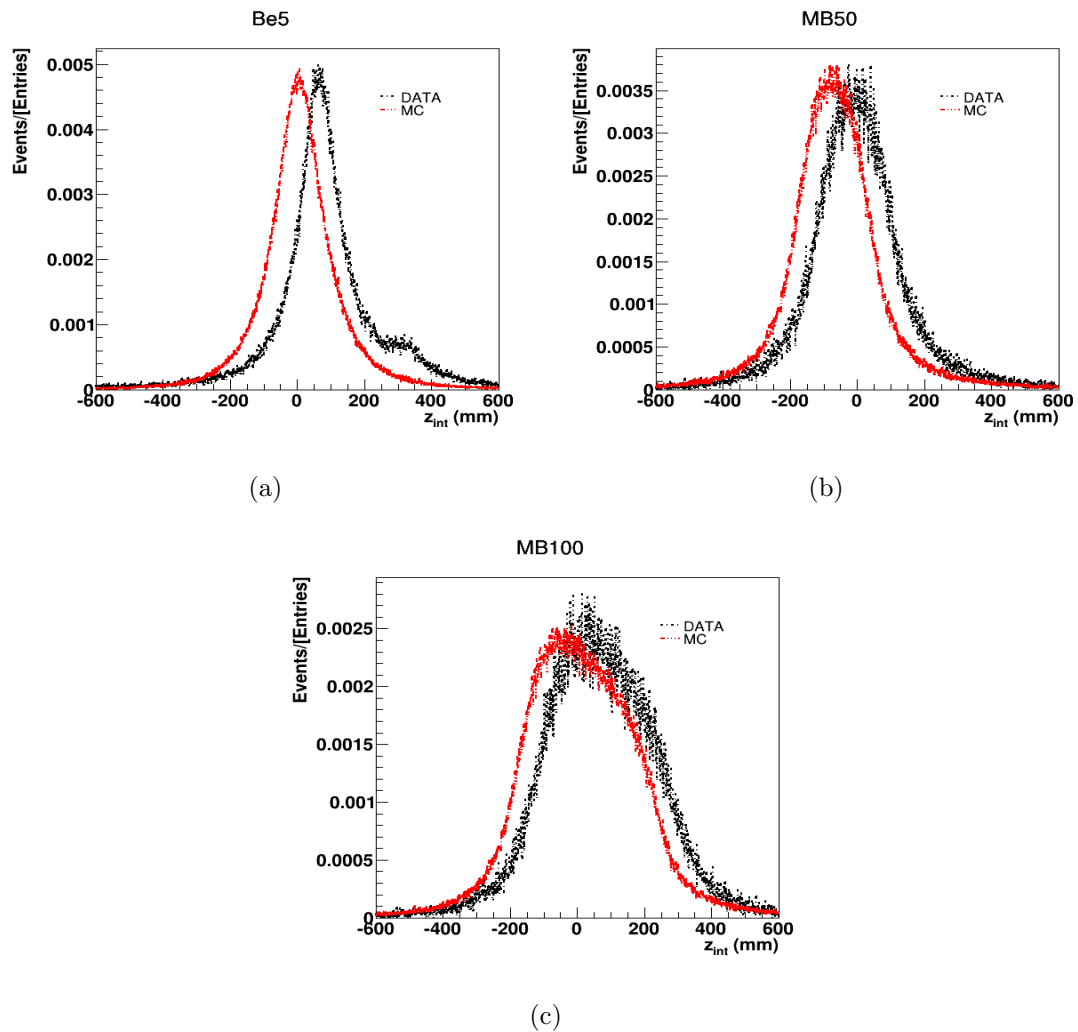 Be5
Events/[Entries]
0.005
0.004
0.003
0.002
0.001
0
DATA
MC
-600 -400 -200 0 200 400 600
z_int (mm)
(a)
MB50
Events/[Entries]
0.0035
0.003
0.0025
0.002
0.0015
0.001
0.0005
0
DATA
MC
-600 -400 -200 0 200 400 600
z_int (mm)
(b)
MB100
Events/[Entries]
0.0025
0.002
0.0015
0.001
0.0005
0
DATA
MC
-600 -400 -200 0 200 400 600
z_int (mm)
(c)